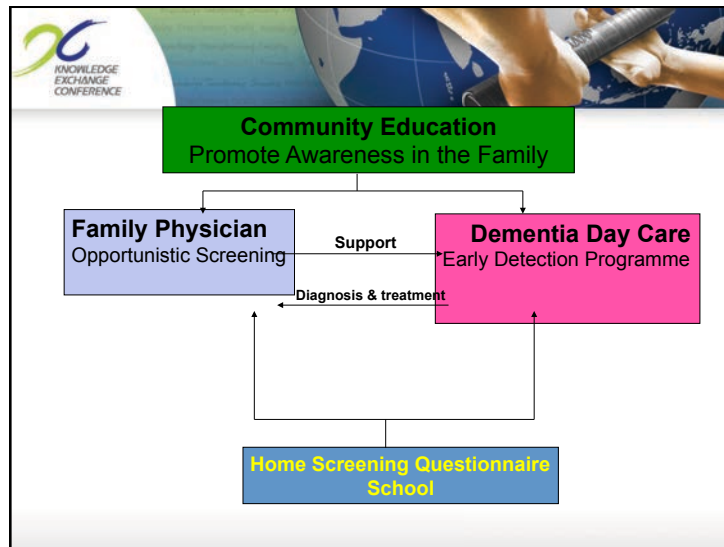 KNOWLEDGE
EXCHANGE
CONFERENCE
Community Education
Promote Awareness in the Family
Family Physician
Opportunistic Screening
Support
Dementia Day Care
Early Detection Programme
Diagnosis & treatment
Home Screening Questionnaire
School